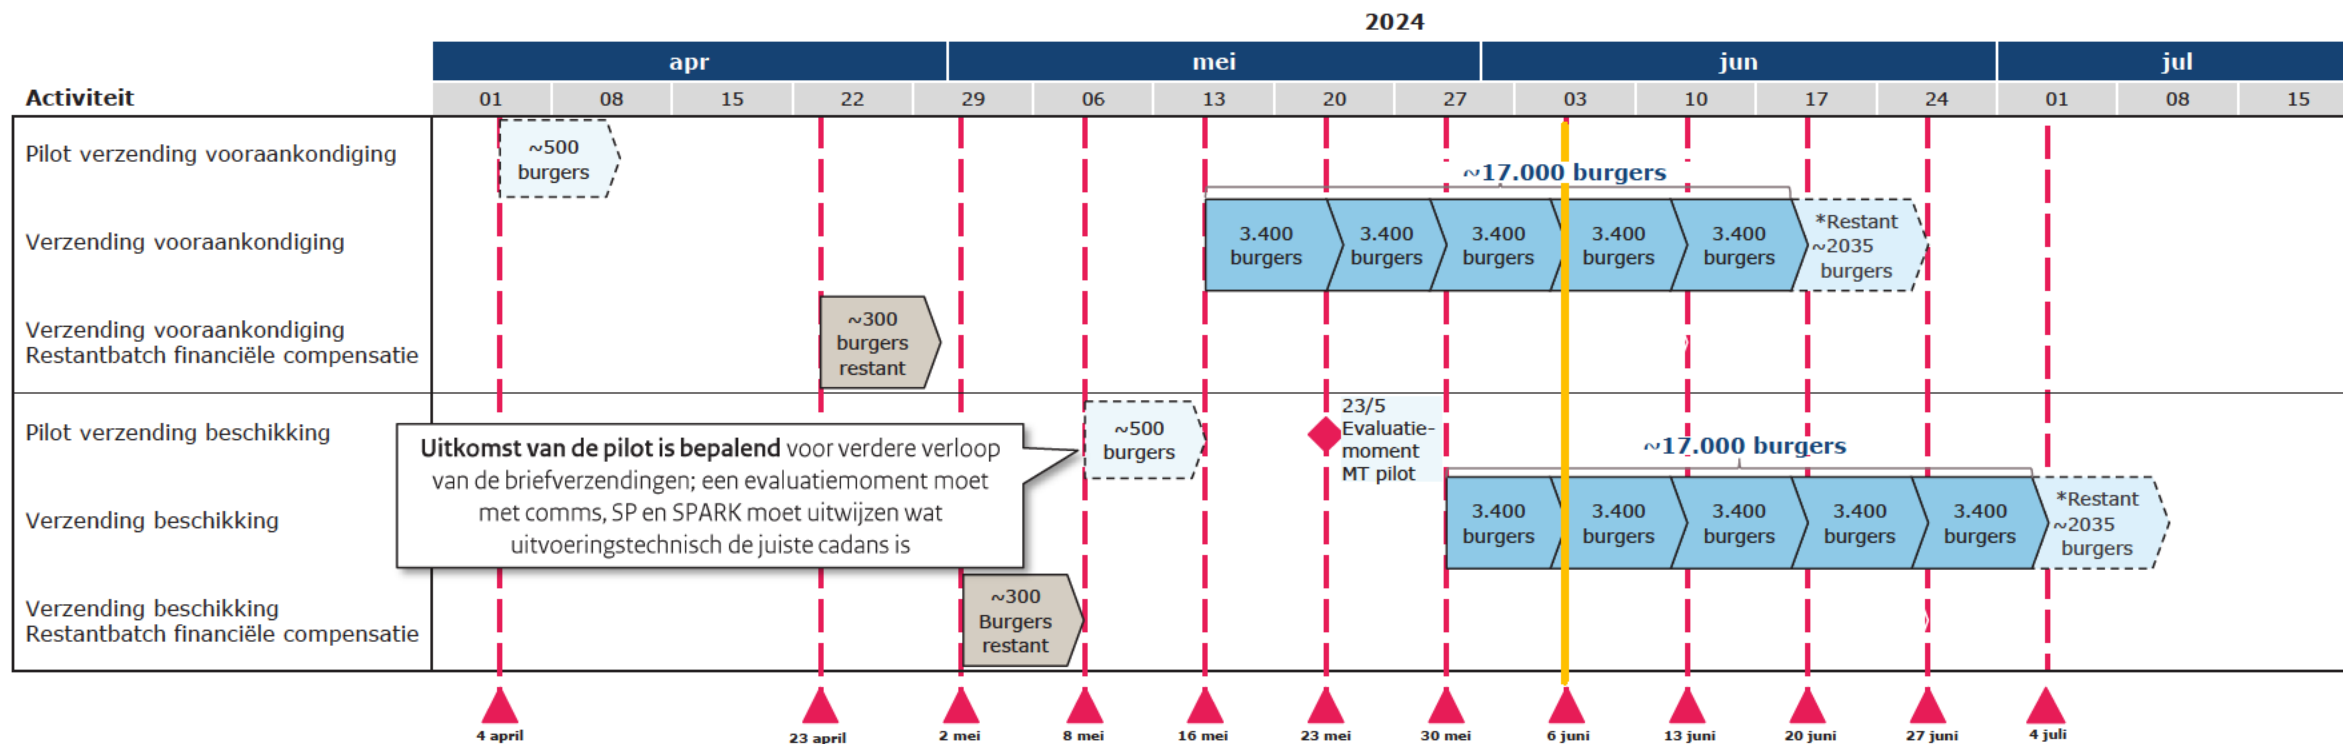 2024
apr mei jun jul
Activiteit 01 08 15 22 29 06 13 20 27 03 10 17 24 01 08 15
Pilot verzending vooraankondiging
~500
burgers
~17.000 burgers
Verzending vooraankondiging
3.400
burgers
3.400
burgers
3.400
burgers
3.400
burgers
3.400
burgers
*Restant
~2035
burgers
Verzending vooraankondiging
Restantbatch financiële compensatie
~300
burgers
restant
Pilot verzending beschikking
Uitkomst van de pilot is bepalend voor verdere verloop
van de briefverzendingen; een evaluatiemoment moet
met comms, SP en SPARK moet uitwijzen wat
uitvoeringstechnisch de juiste cadans is
~500
burgers
23/5
Evaluatie-
moment
MT pilot
~17.000 burgers
Verzending beschikking
3.400
burgers
3.400
burgers
3.400
burgers
3.400
burgers
3.400
burgers
*Restant
~2035
burgers
Verzending beschikking
Restantbatch financiële compensatie
~300
Burgers
restant
4 april 23 april 2 mei 8 mei 16 mei 23 mei 30 mei 6 juni 13 juni 20 juni 27 juni 4 juli